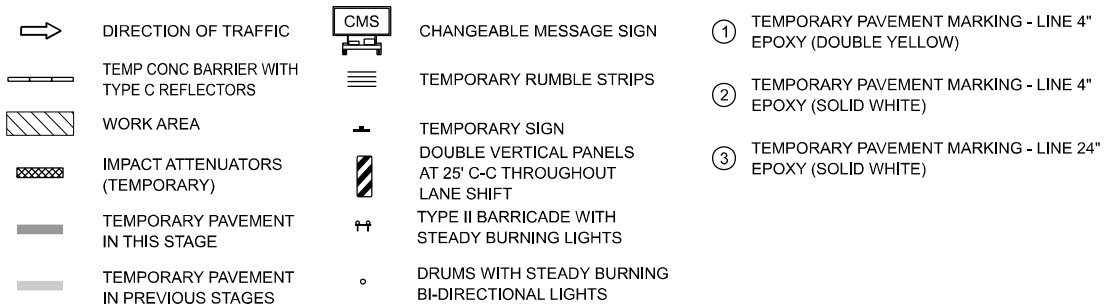 DIRECTION OF TRAFFIC
TEMP CONC BARRIER WITH
TYPE C REFLECTORS
WORK AREA
IMPACT ATTENUATORS
(TEMPORARY)
TEMPORARY PAVEMENT
IN THIS STAGE
TEMPORARY PAVEMENT
IN PREVIOUS STAGES
CMS
CHANGEABLE MESSAGE SIGN
TEMPORARY RUMBLE STRIPS
TEMPORARY SIGN
DOUBLE VERTICAL PANELS
AT 25' C-C THROUGHOUT
LANE SHIFT
TYPE II BARRICADE WITH
STEADY BURNING LIGHTS
DRUMS WITH STEADY BURNING
BI-DIRECTIONAL LIGHTS
1 TEMPORARY PAVEMENT MARKING - LINE 4"
EPOXY (DOUBLE YELLOW)
2 TEMPORARY PAVEMENT MARKING - LINE 4"
EPOXY (SOLID WHITE)
3 TEMPORARY PAVEMENT MARKING - LINE 24"
EPOXY (SOLID WHITE)